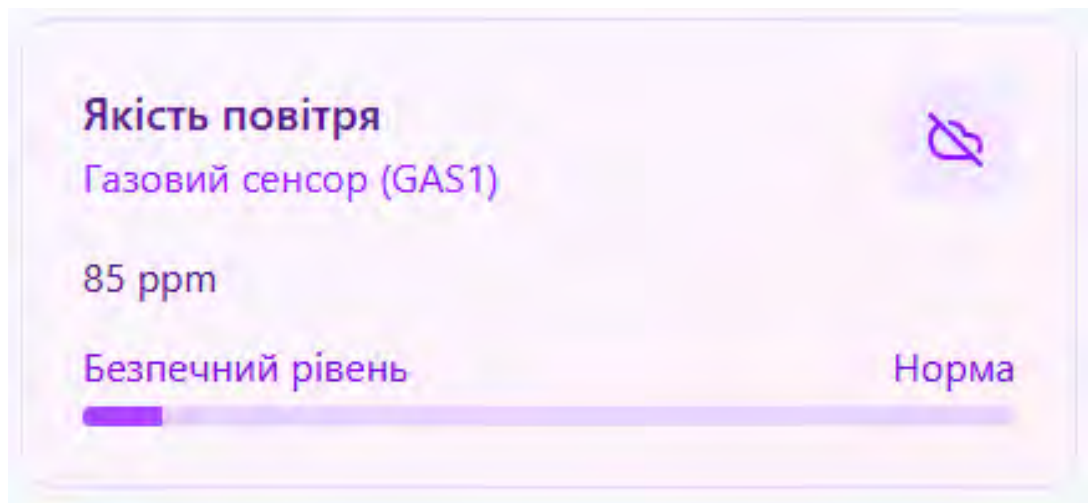 Якість повітря
Газовий сенсор (GAS1)
85 ppm
Безпечний рівень Норма